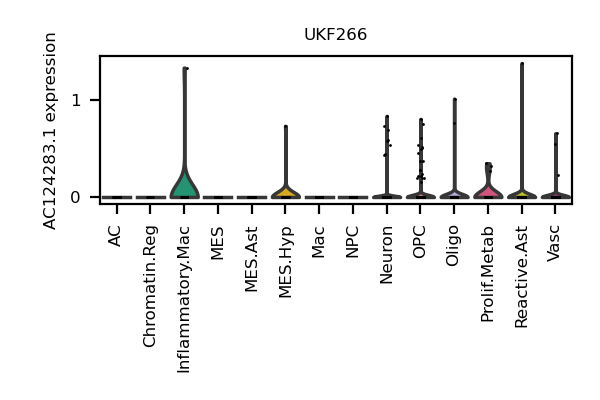 UKF266
AC124283.1 expression
1
0
AC
Chromatin.Reg
Inflammatory.Mac
MES
MES.Ast
MES.Hyp
Mac
NPC
Neuron
OPC
Oligo
Prolif.Metab
Reactive.Ast
Vasc